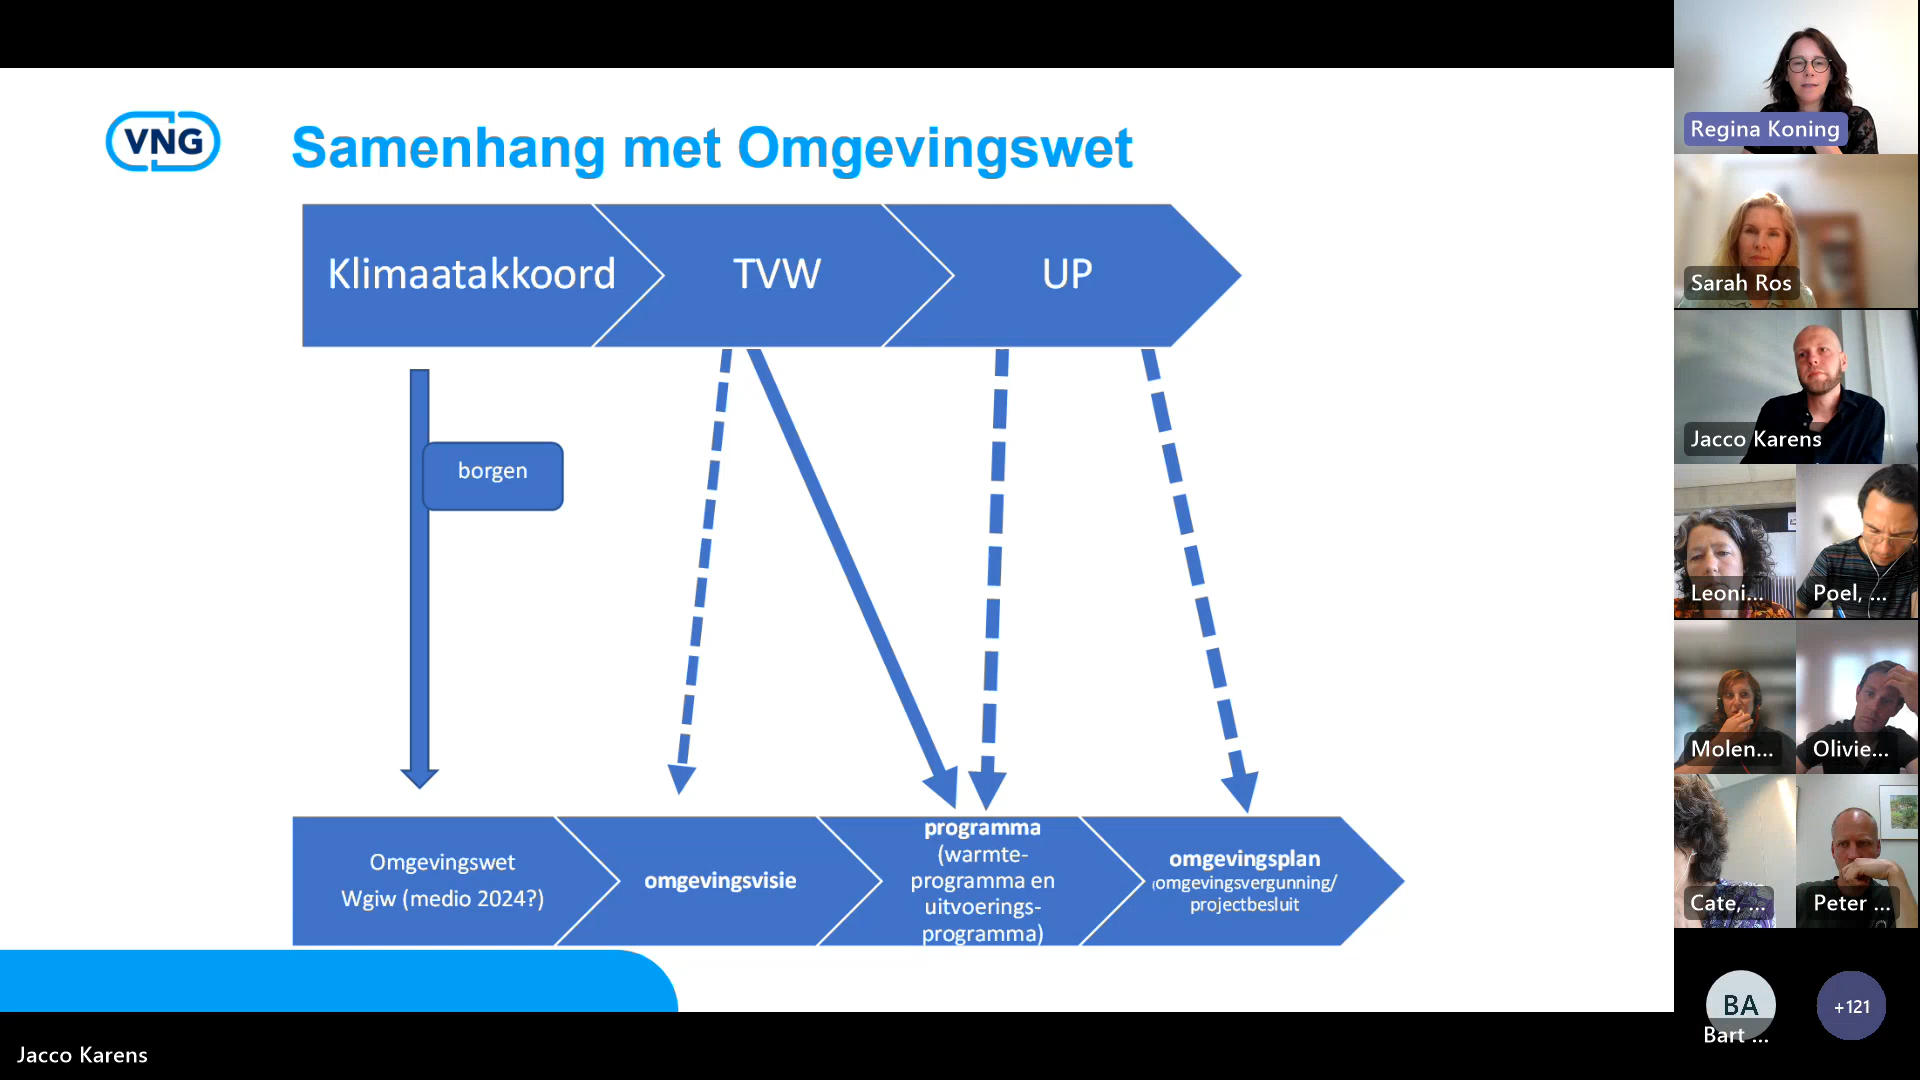 VNG
Samenhang met Omgevingswet
Klimaatakkoord
TVW
UP
borgen
Omgevingswet
Wgiw (medio 2024?)
omgevingsvisie
programma
(warmte-
programma en
uitvoerings-
programma)
omgevingsplan
(omgevingsvergunning/
projectbesluit
Jacco Karens
Regina Koning
Sarah Ros
Jacco Karens
Leoni...
Poel, ...
Molen...
Olivie...
Cate, ...
Peter ...
BA
Bart ...
+121